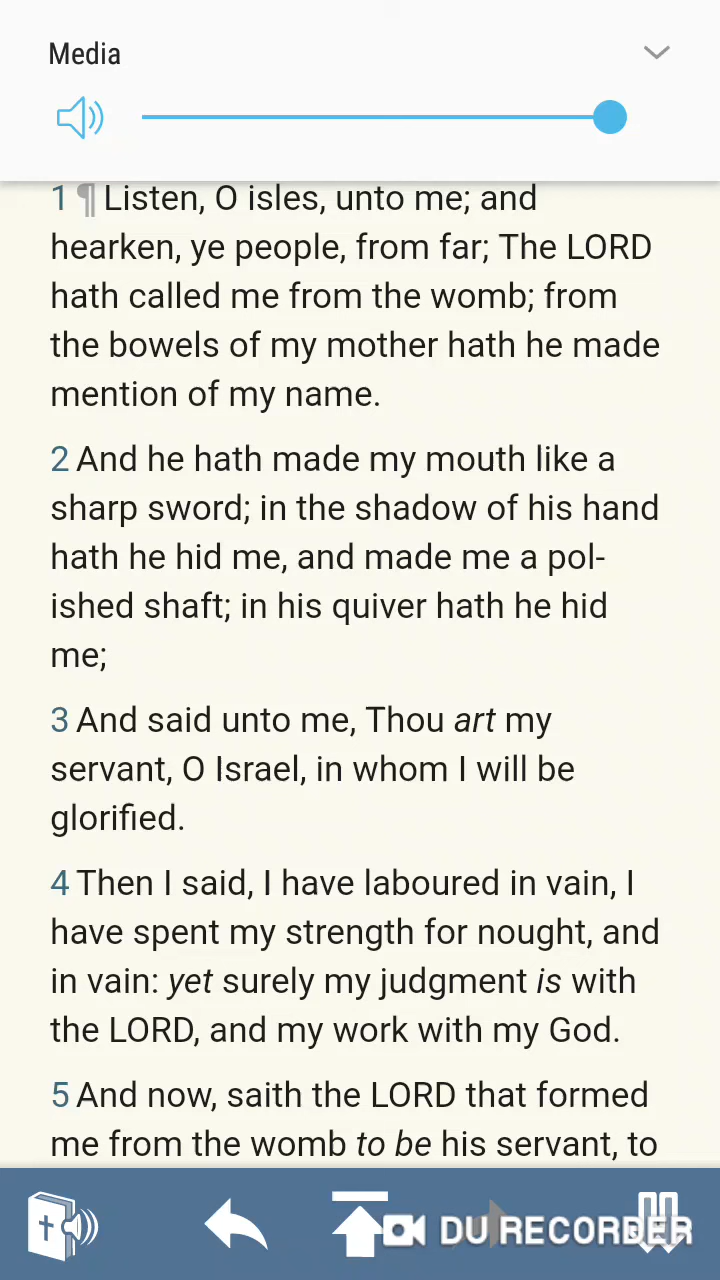 Media
1 ¶ Listen, O isles, unto me; and
hearken, ye people, from far; The LORD
hath called me from the womb; from
the bowels of my mother hath he made
mention of my name.
2 And he hath made my mouth like a
sharp sword; in the shadow of his hand
hath he hid me, and made me a pol-
ished shaft; in his quiver hath he hid
me;
3 And said unto me, Thou art my
servant, O Israel, in whom I will be
glorified.
4 Then I said, I have laboured in vain, I
have spent my strength for nought, and
in vain: yet surely my judgment is with
the LORD, and my work with my God.
5 And now, saith the LORD that formed
me from the womb to be his servant, to
DU RECORDER